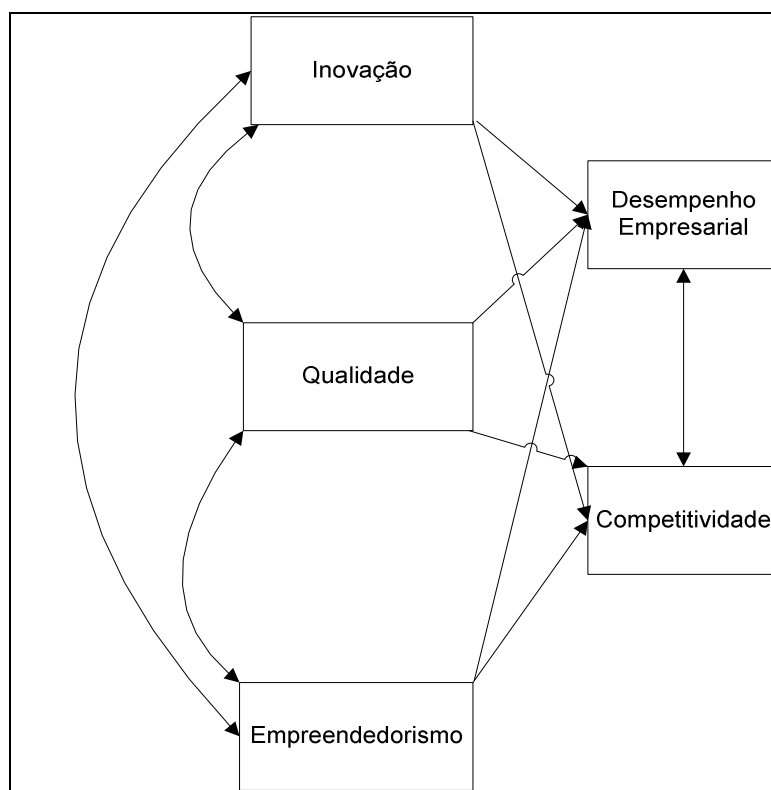 Inovação
Desempenho
Empresarial
Qualidade
Competitividade
Empreendedorismo